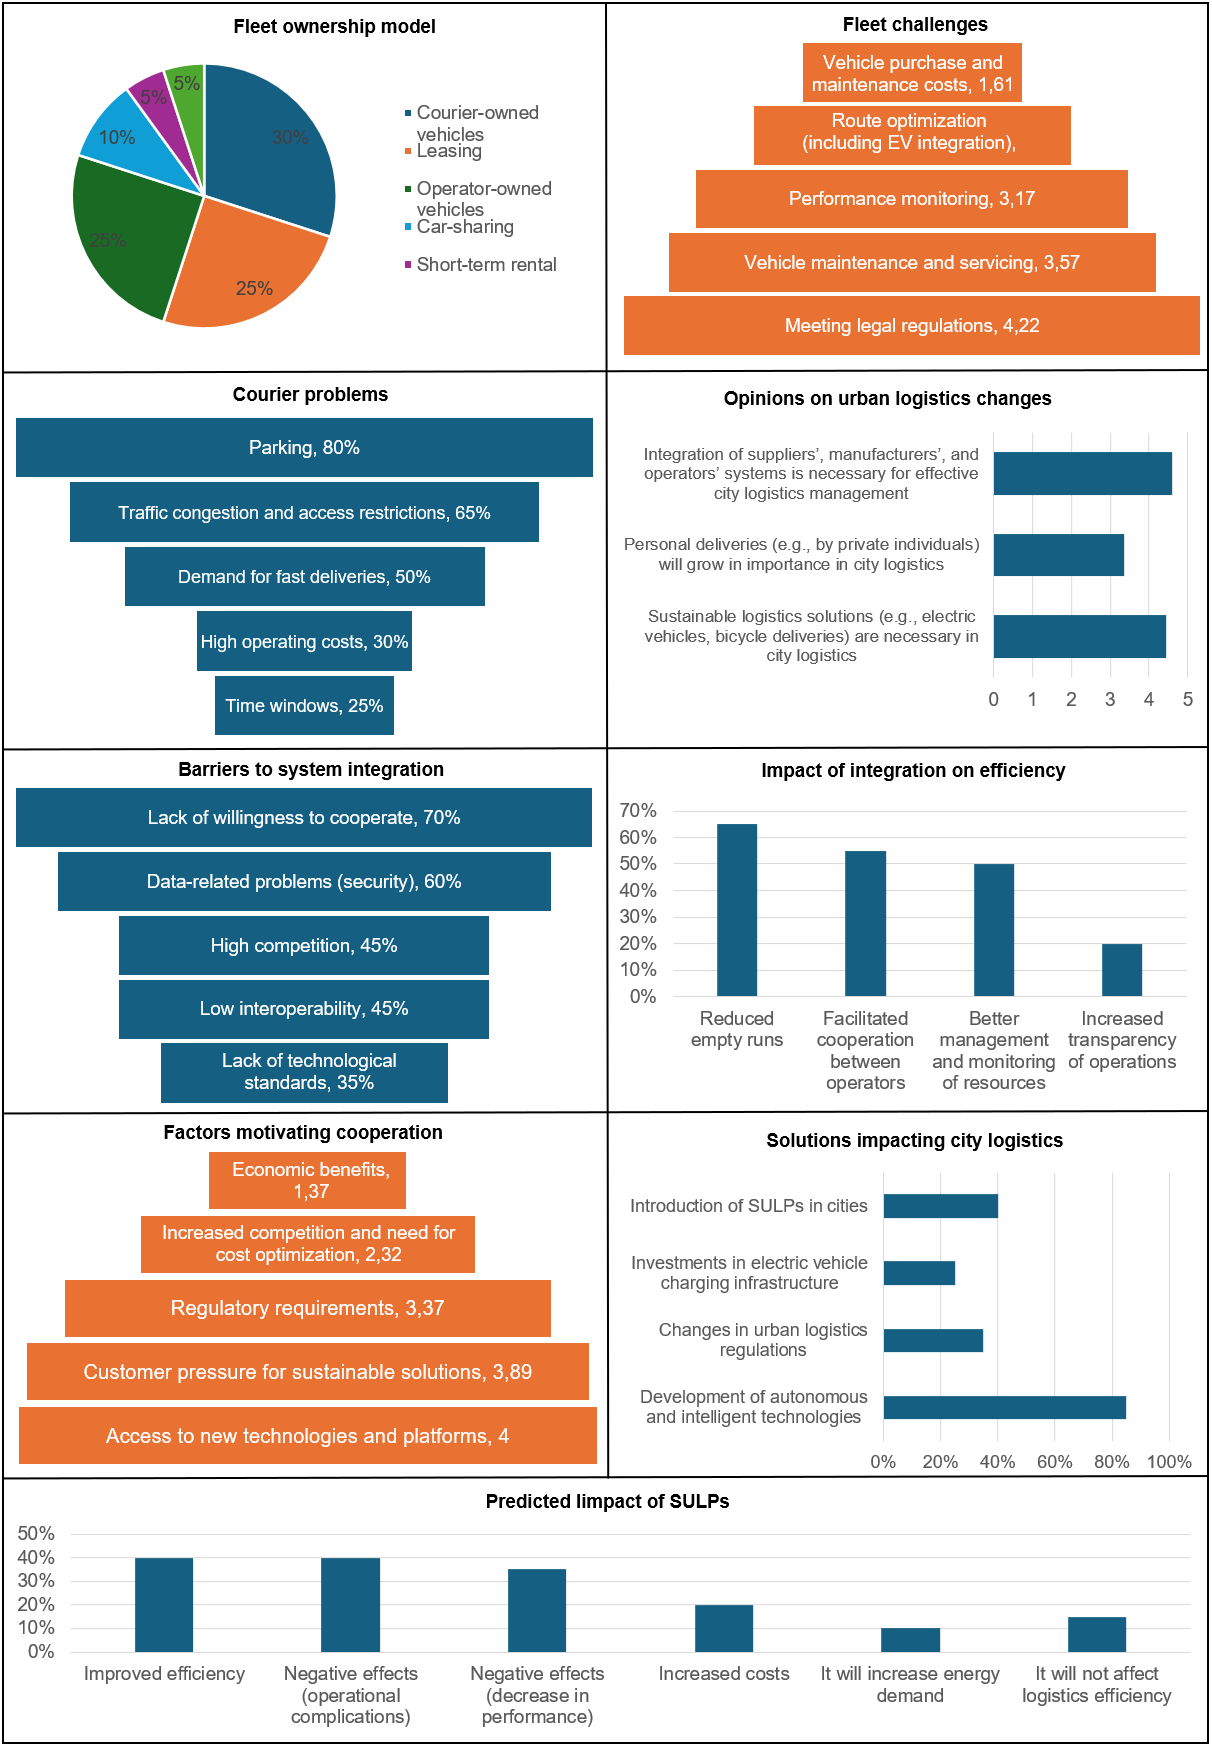 Fleet ownership model
5%
5%
10%
30%
25%
25%
Courier-owned
vehicles
Leasing
Operator-owned
vehicles
Car-sharing
Short-term rental
Fleet challenges
Vehicle purchase and
maintenance costs, 1,61
Route optimization
(including EV integration),
Performance monitoring, 3,17
Vehicle maintenance and servicing, 3,57
Meeting legal regulations, 4,22
Courier problems
Parking, 80%
Traffic congestion and access restrictions, 65%
Demand for fast deliveries, 50%
High operating costs, 30%
Time windows, 25%
Opinions on urban logistics changes
Integration of suppliers’, manufacturers’, and
operators’ systems is necessary for effective
city logistics management
Personal deliveries (e.g., by private individuals)
will grow in importance in city logistics
Sustainable logistics solutions (e.g., electric
vehicles, bicycle deliveries) are necessary in
city logistics
0 1 2 3 4 5
Barriers to system integration
Lack of willingness to cooperate, 70%
Data-related problems (security), 60%
High competition, 45%
Low interoperability, 45%
Lack of technological
standards, 35%
Impact of integration on efficiency
70%
60%
50%
40%
30%
20%
10%
0%
Reduced
empty runs
Facilitated
cooperation
between
operators
Better
management
and monitoring
of resources
Increased
transparency
of operations
Factors motivating cooperation
Economic benefits,
1,37
Increased competition and need for
cost optimization, 2,32
Regulatory requirements, 3,37
Customer pressure for sustainable solutions, 3,89
Access to new technologies and platforms, 4
Solutions impacting city logistics
Introduction of SULPs in cities
Investments in electric vehicle
charging infrastructure
Changes in urban logistics
regulations
Development of autonomous
and intelligent technologies
0% 20% 40% 60% 80% 100%
Predicted Iimpact of SULPs
50%
40%
30%
20%
10%
0%
Improved efficiency
Negative effects
(operational
complications)
Negative effects
(decrease in
performance)
Increased costs
It will increase energy
demand
It will not affect
logistics efficiency